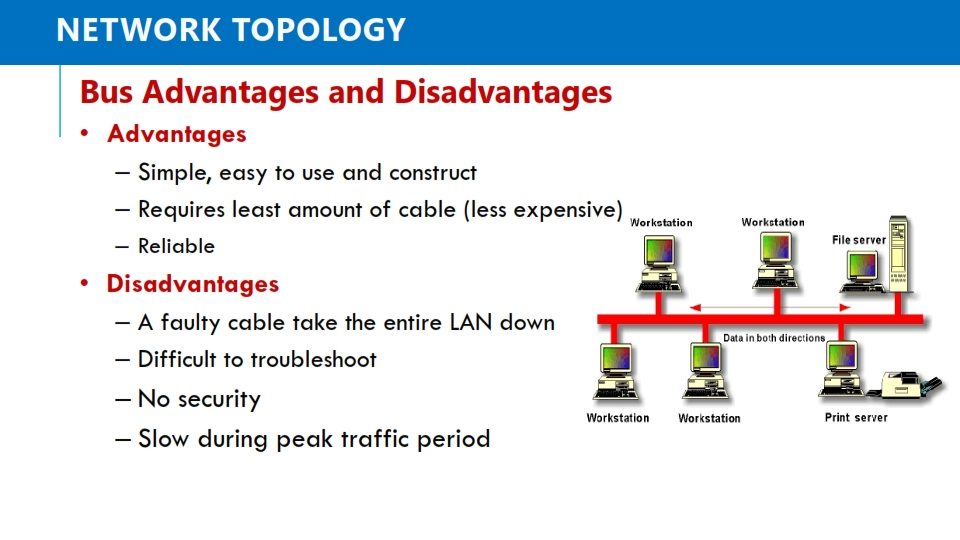 NETWORK TOPOLOGY
Bus Advantages and Disadvantages
• Advantages
– Simple, easy to use and construct
– Requires least amount of cable (less expensive)
– Reliable
• Disadvantages
– A faulty cable take the entire LAN down
– Difficult to troubleshoot
– No security
– Slow during peak traffic period
Workstation
Workstation
File server
Data in both directions
Workstation
Workstation
Print server